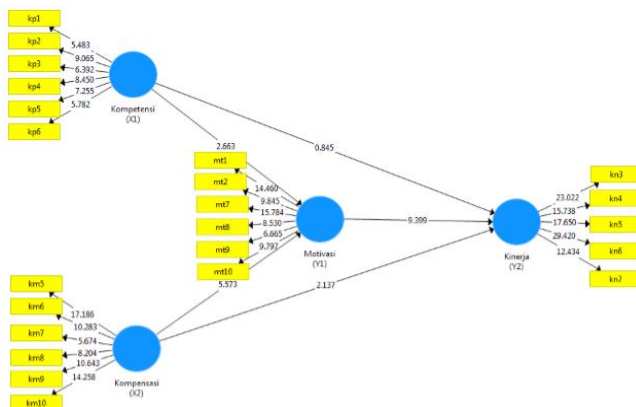 kp1
kp2
kp3
kp4
kp5
kp6
5.483
9.065
6.392
8.450
7.255
5.782
Kompetensi
(X1)
2.663
0.845
mt1
mt2
mt7
mt8
mt9
mt10
14.460
9.845
15.784
8.530
6.665
9.797
Motivasi
(Y1)
9.399
5.573
2.137
kn3
kn4
kn5
kn6
kn7
23.022
15.738
17.650
29.420
12.434
Kinerja
(Y2)
km5
km6
km7
km8
km9
km10
17.186
10.283
5.674
8.204
10.643
14.258
Kompensasi
(X2)